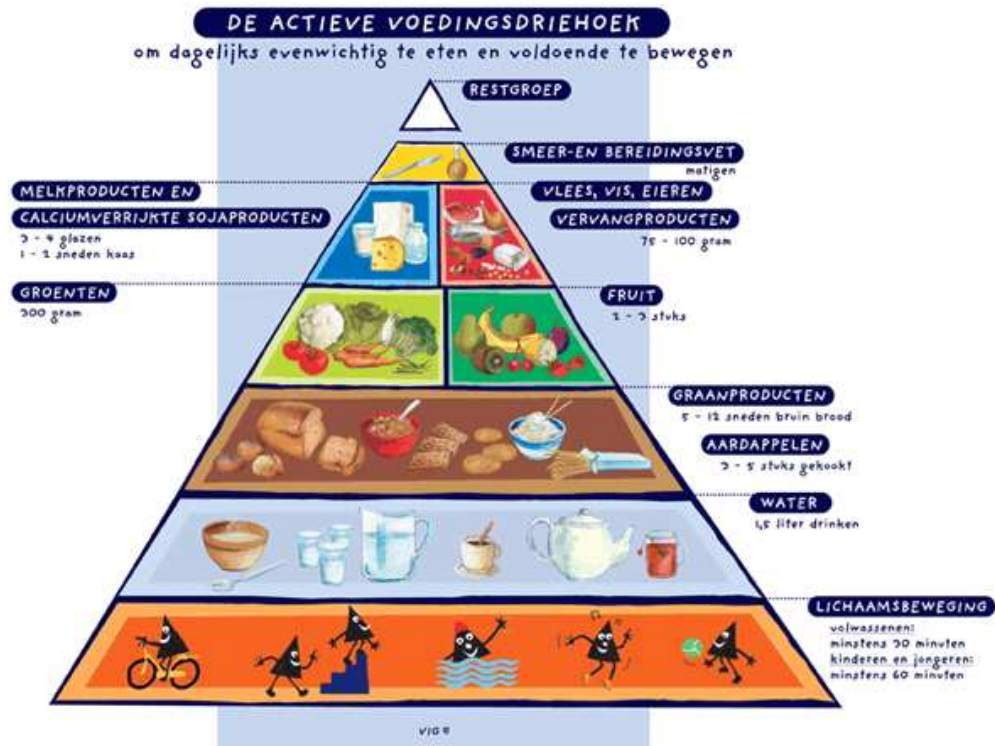 DE ACTIEVE VOEDINGSDRIEHOEK
om dagelijks evenwichtig te eten en voldoende te bewegen
RESTGROEP
SMEER-EN BEREIDINGSVET
matigen
MELKPRODUCTEN EN
CALCIUMVERRIJKTE SOJAPRODUCTEN
3 - 4 glazen
1 - 2 sneden kaas
VLEES, VIS, EIEREN
VERVANGPRODUCTEN
75 - 100 gram
GROENTEN
300 gram
FRUIT
2 - 3 stuks
GRAANPRODUCTEN
5 - 12 sneden bruin brood
AARDAPPELEN
3 - 5 stuks gekookt
WATER
1,5 liter drinken
LICHAAMSBEWEGING
volwassenen:
minstens 30 minuten
kinderen en jongeren:
minstens 60 minuten
VIG®